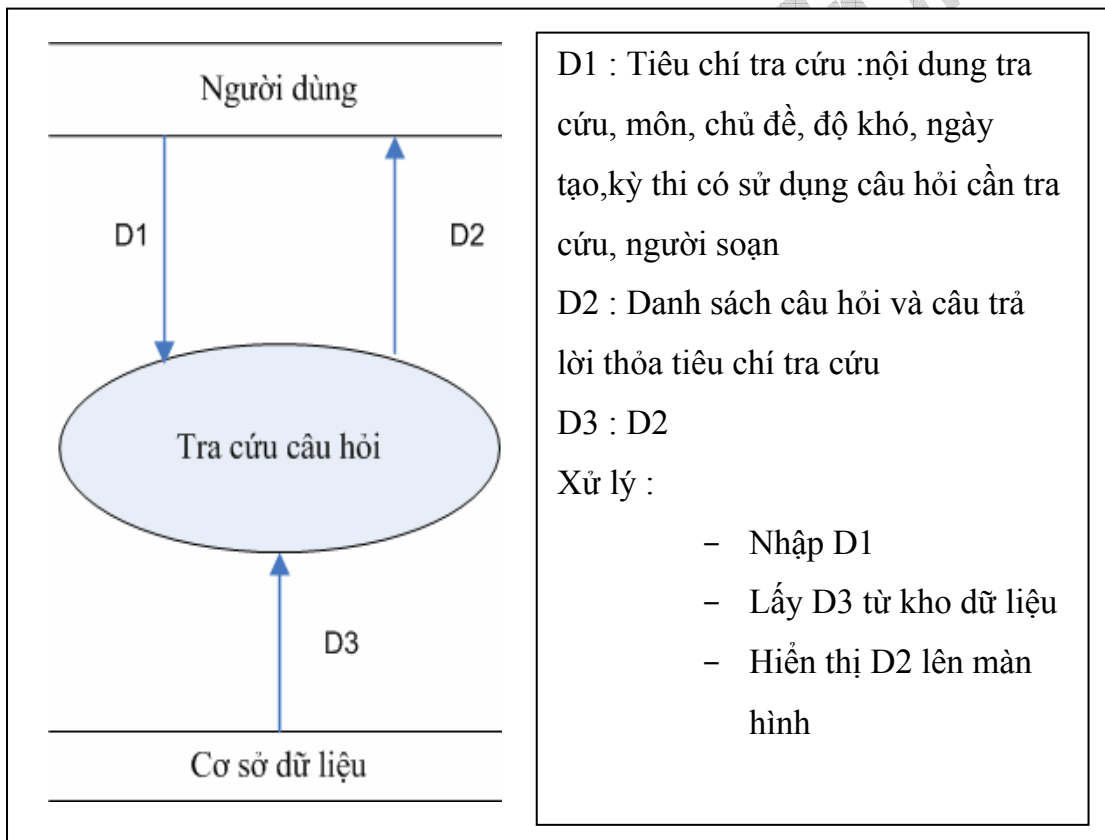 Người dùng
D1
D2
Tra cứu câu hỏi
D3
Cơ sở dữ liệu
D1 : Tiêu chí tra cứu :nội dung tra
cứu, môn, chủ đề, độ khó, ngày
tạo,kỳ thi có sử dụng câu hỏi cần tra
cứu, người soạn
D2 : Danh sách câu hỏi và câu trả
lời thỏa tiêu chí tra cứu
D3 : D2
Xử lý :
− Nhập D1
− Lấy D3 từ kho dữ liệu
− Hiển thị D2 lên màn
hình